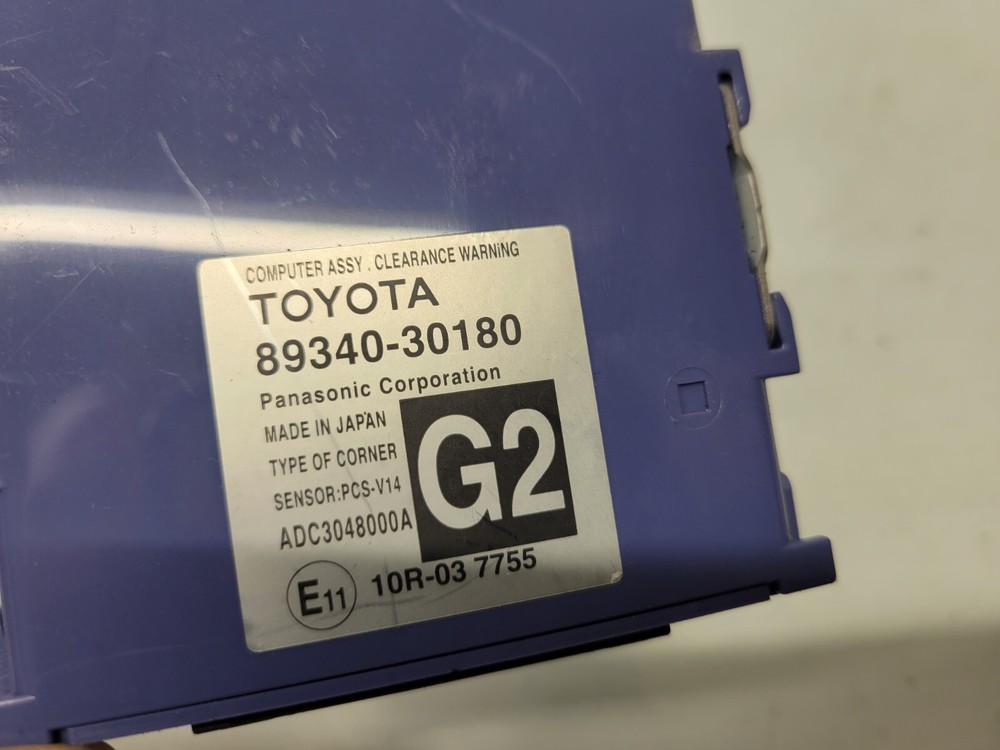 COMPUTER ASSY . CLEARANCE WARNING
TOYOTA
89340-30180
Panasonic Corporation
MADE IN JAPAN
TYPE OF CORNER
SENSOR:PCS-V14
ADC3048000A
G2
E11 10R-03 7755